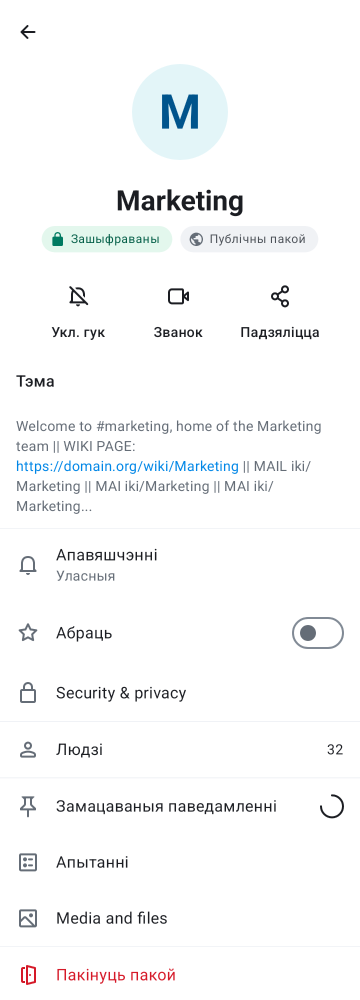 M
Marketing
Зашыфраваны
Публічны пакой
Укл. гук
Званок
Падзяліцца
Тэма
Welcome to #marketing, home of the Marketing
team || WIKI PAGE:
https://domain.org/wiki/Marketing || MAIL iki/
Marketing || MAI iki/Marketing || MAI iki/
Marketing...
Апавяшчэнні
Уласныя
Абраць
Security & privacy
Людзі 32
Замацаваныя паведамленні
Апытанні
Media and files
Пакінуць пакой